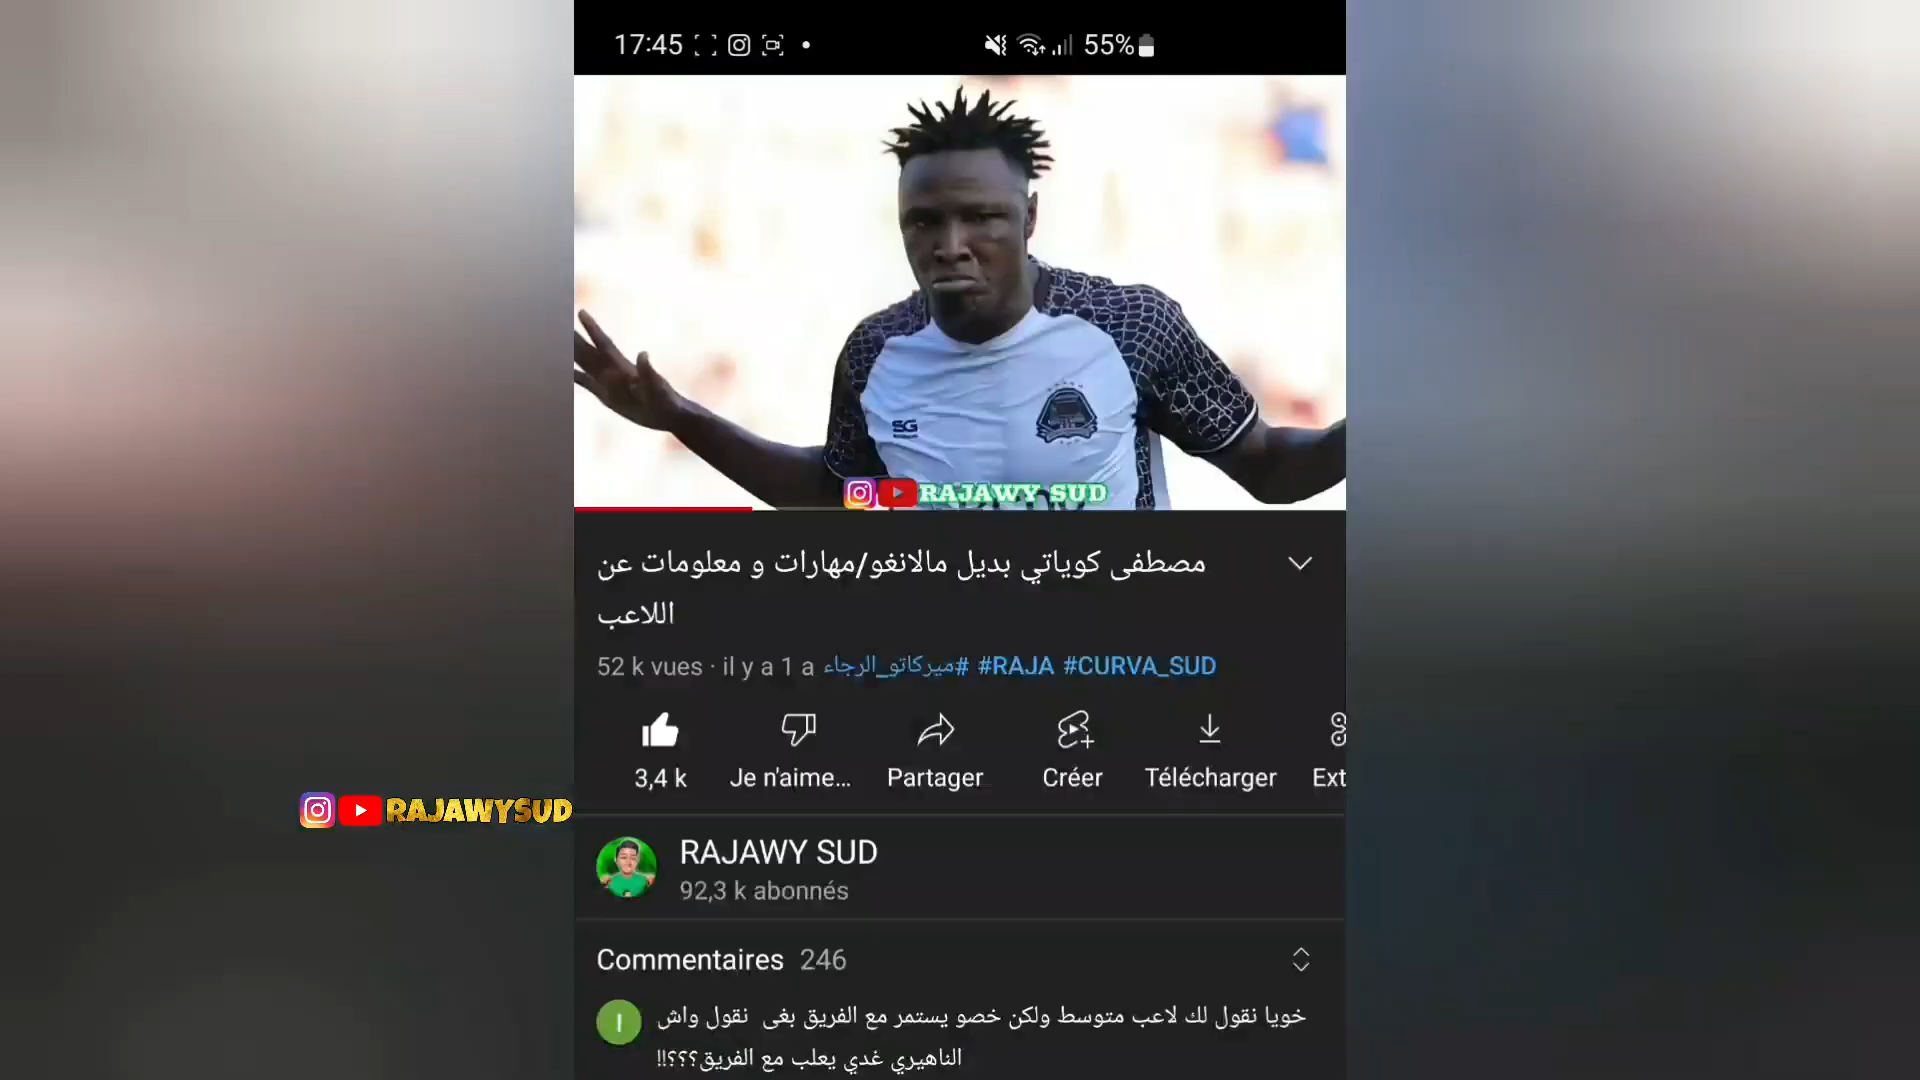 17:45
55%
SG
RAJAWY SUD
مصطفى كوياتي بديل مالانغو/مهارات و معلومات عن
اللاعب
52 k vues · il y a 1 a #ميركاتو_الرجاء #RAJA #CURVA_SUD
3,4 k
Je n'aime...
Partager
Créer
Télécharger
Ext
RAJAWYSUD
RAJAWY SUD
92,3 k abonnés
Commentaires 246
I
خويا نقول لك لاعب متوسط ولكن خصو يستمر مع الفريق بغى نقول واش
الناهيري غدي يعلب مع الفريق؟؟؟!!